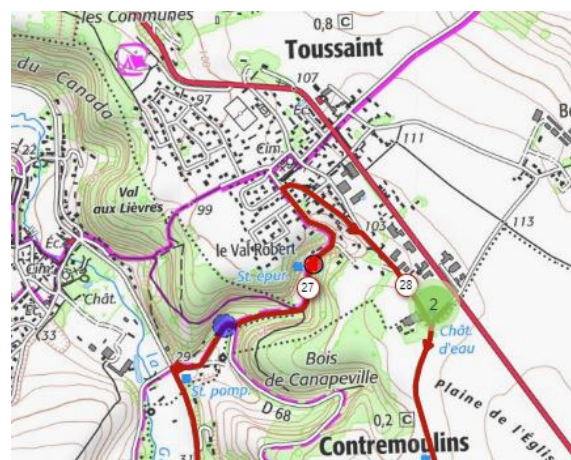 0,8 C
les Communes
Toussaint
du Canada
107
Éc.
97
111
22
Cim.
Val
aux Lièvres
99
103
113
Éc.
le Val Robert
St. épur.
27
28
2
Cim.
Chât.
Chât.
d'eau
33
29
Bois
de Canapeville
St. pomp.
D 68
0,2 C
Plaine de l'Église
Contremoulins
31